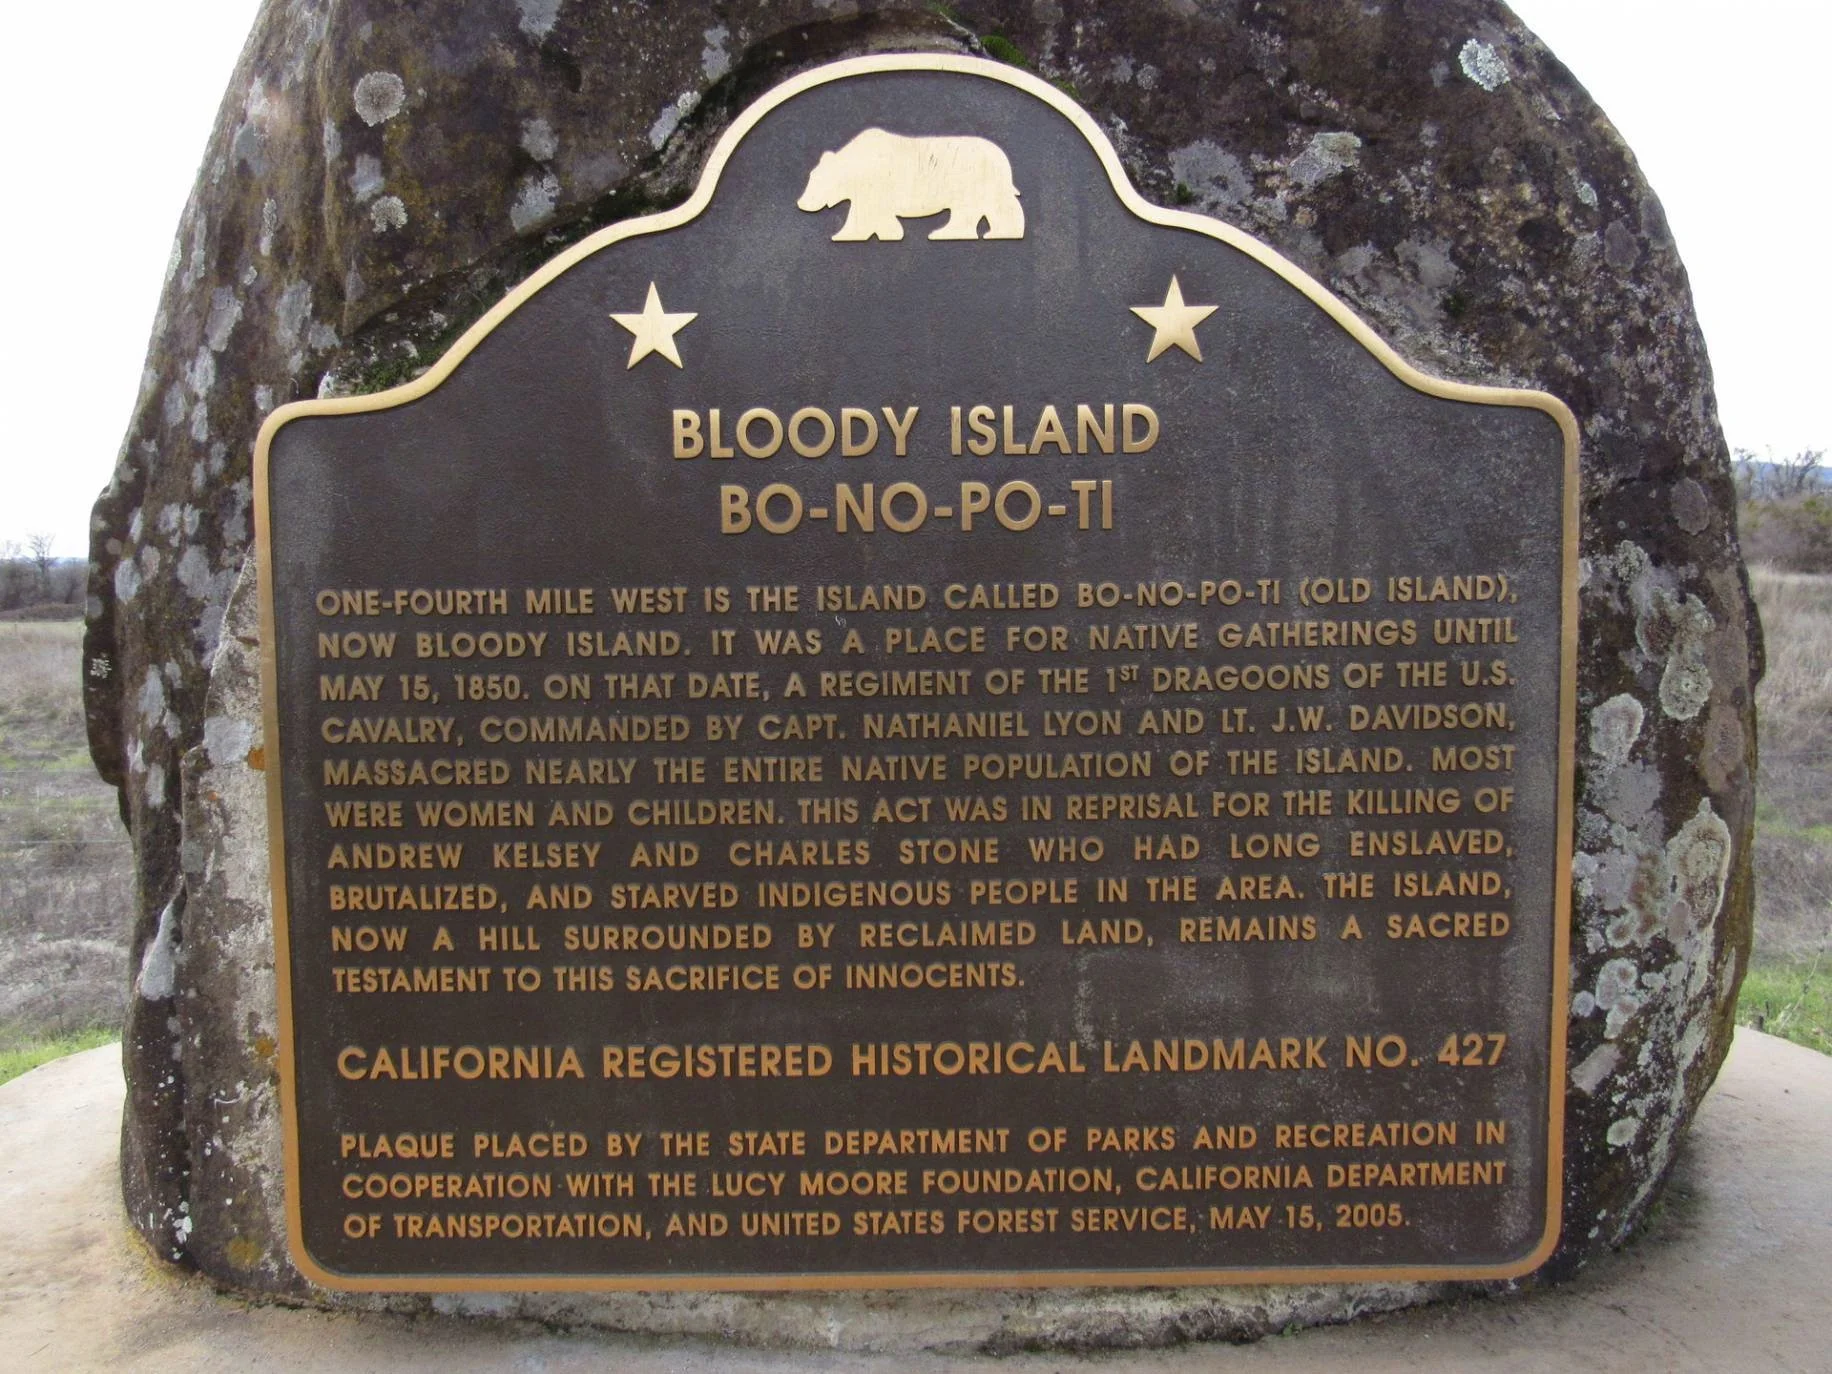 BLOODY ISLAND
BO-NO-PO-TI
ONE-FOURTH MILE WEST IS THE ISLAND CALLED BO-NO-PO-TI (OLD ISLAND),
NOW BLOODY ISLAND. IT WAS A PLACE FOR NATIVE GATHERINGS UNTIL
MAY 15, 1850. ON THAT DATE, A REGIMENT OF THE 1ST DRAGOONS OF THE U.S.
CAVALRY, COMMANDED BY CAPT. NATHANIEL LYON AND LT. J.W. DAVIDSON,
MASSACRED NEARLY THE ENTIRE NATIVE POPULATION OF THE ISLAND. MOST
WERE WOMEN AND CHILDREN. THIS ACT WAS IN REPRISAL FOR THE KILLING OF
ANDREW KELSEY AND CHARLES STONE WHO HAD LONG ENSLAVED,
BRUTALIZED, AND STARVED INDIGENOUS PEOPLE IN THE AREA. THE ISLAND,
NOW A HILL SURROUNDED BY RECLAIMED LAND, REMAINS A SACRED
TESTAMENT TO THIS SACRIFICE OF INNOCENTS.
CALIFORNIA REGISTERED HISTORICAL LANDMARK NO. 427
PLAQUE PLACED BY THE STATE DEPARTMENT OF PARKS AND RECREATION IN
COOPERATION WITH THE LUCY MOORE FOUNDATION, CALIFORNIA DEPARTMENT
OF TRANSPORTATION, AND UNITED STATES FOREST SERVICE, MAY 15, 2005.